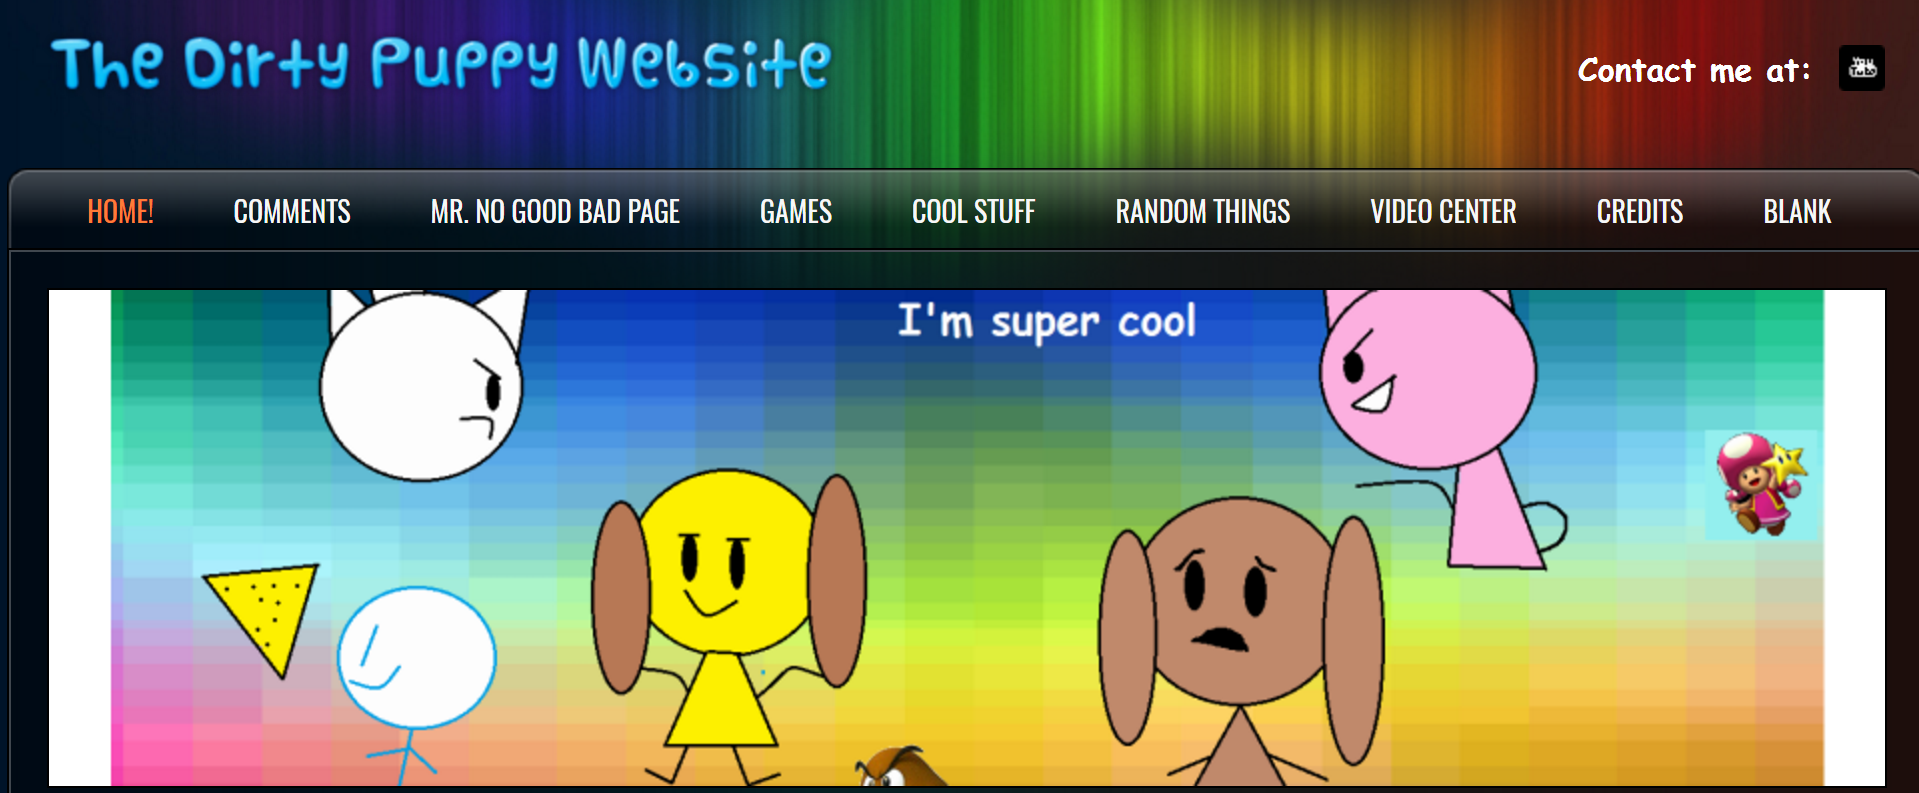 The Dirty Puppy Website
Contact me at:
HOME!
COMMENTS
MR. NO GOOD BAD PAGE
GAMES
COOL STUFF
RANDOM THINGS
VIDEO CENTER
CREDITS
BLANK
I'm super cool